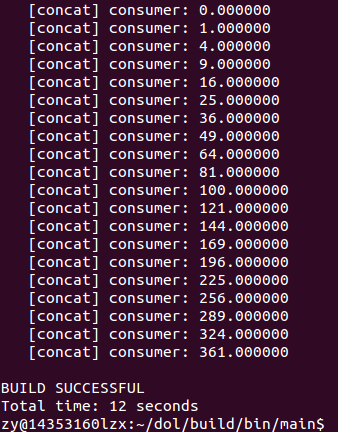 [concat] consumer: 0.000000
[concat] consumer: 1.000000
[concat] consumer: 4.000000
[concat] consumer: 9.000000
[concat] consumer: 16.000000
[concat] consumer: 25.000000
[concat] consumer: 36.000000
[concat] consumer: 49.000000
[concat] consumer: 64.000000
[concat] consumer: 81.000000
[concat] consumer: 100.000000
[concat] consumer: 121.000000
[concat] consumer: 144.000000
[concat] consumer: 169.000000
[concat] consumer: 196.000000
[concat] consumer: 225.000000
[concat] consumer: 256.000000
[concat] consumer: 289.000000
[concat] consumer: 324.000000
[concat] consumer: 361.000000
BUILD SUCCESSFUL
Total time: 12 seconds
zy@14353160lzx:~/dol/build/bin/main$